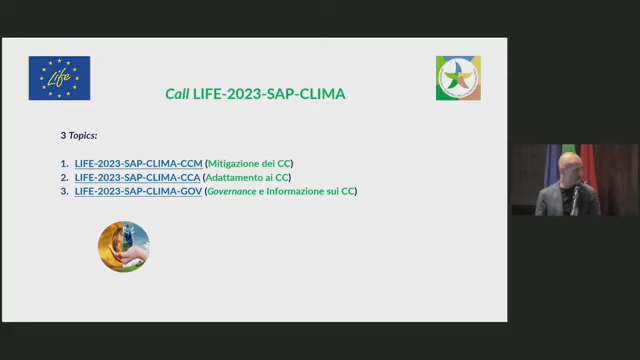 Life
Call LIFE-2023-SAP-CLIMA
3 Topics:
1. LIFE-2023-SAP-CLIMA-CCM (Mitigazione dei CC)
2. LIFE-2023-SAP-CLIMA-CCA (Adattamento ai CC)
3. LIFE-2023-SAP-CLIMA-GOV (Governance e Informazione sui CC)